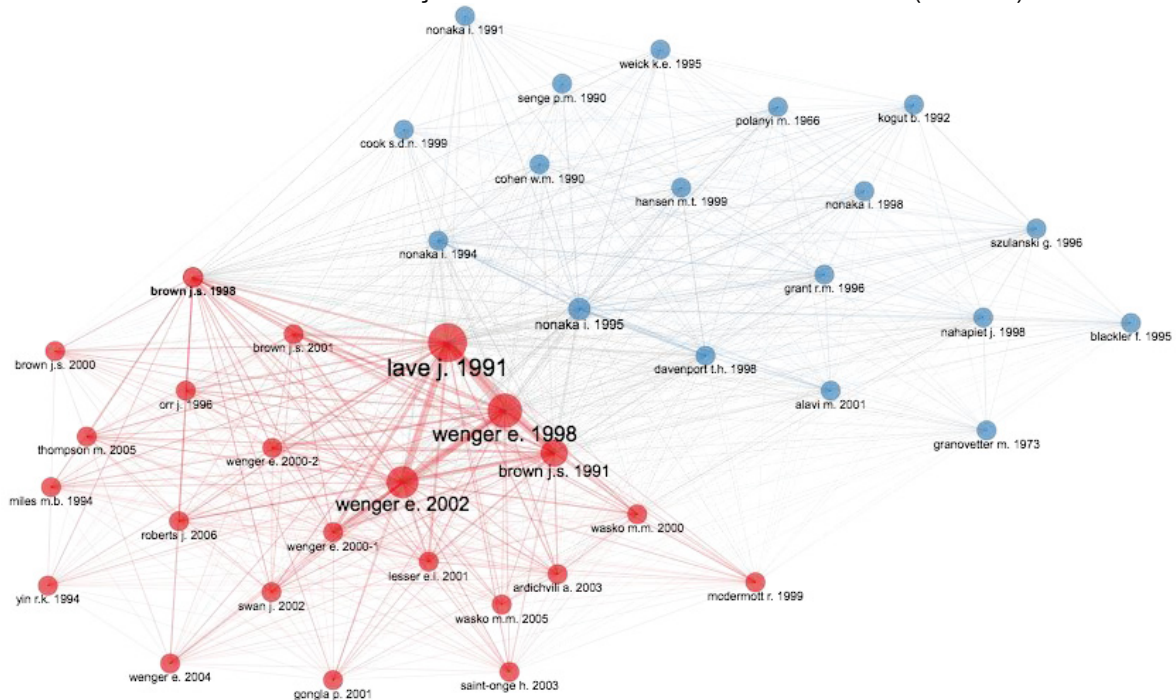 nonaka i. 1991
weick k.e. 1995
senge p.m. 1990
polanyi m. 1966
kogut b. 1992
cook s.d.n. 1999
cohen w.m. 1990
hansen m.t. 1999
nonaka i. 1998
szulanski g. 1996
nonaka i. 1994
grant r.m. 1996
brown j.s. 1998
nonaka i. 1995
nahapiet j. 1998
blackler f. 1995
brown j.s. 2001
brown j.s. 2000
lave j. 1991
davenport t.h. 1998
orr j. 1996
alavi m. 2001
wenger e. 1998
granovetter m. 1973
thompson m. 2005
wenger e. 2000-2
brown j.s. 1991
miles m.b. 1994
wenger e. 2002
wasko m.m. 2000
roberts j. 2006
wenger e. 2000-1
lesser e.l. 2001
ardichvili a. 2003
mcdermott r. 1999
yin r.k. 1994
swan j. 2002
wasko m.m. 2005
wenger e. 2004
gongla p. 2001
saint-onge h. 2003